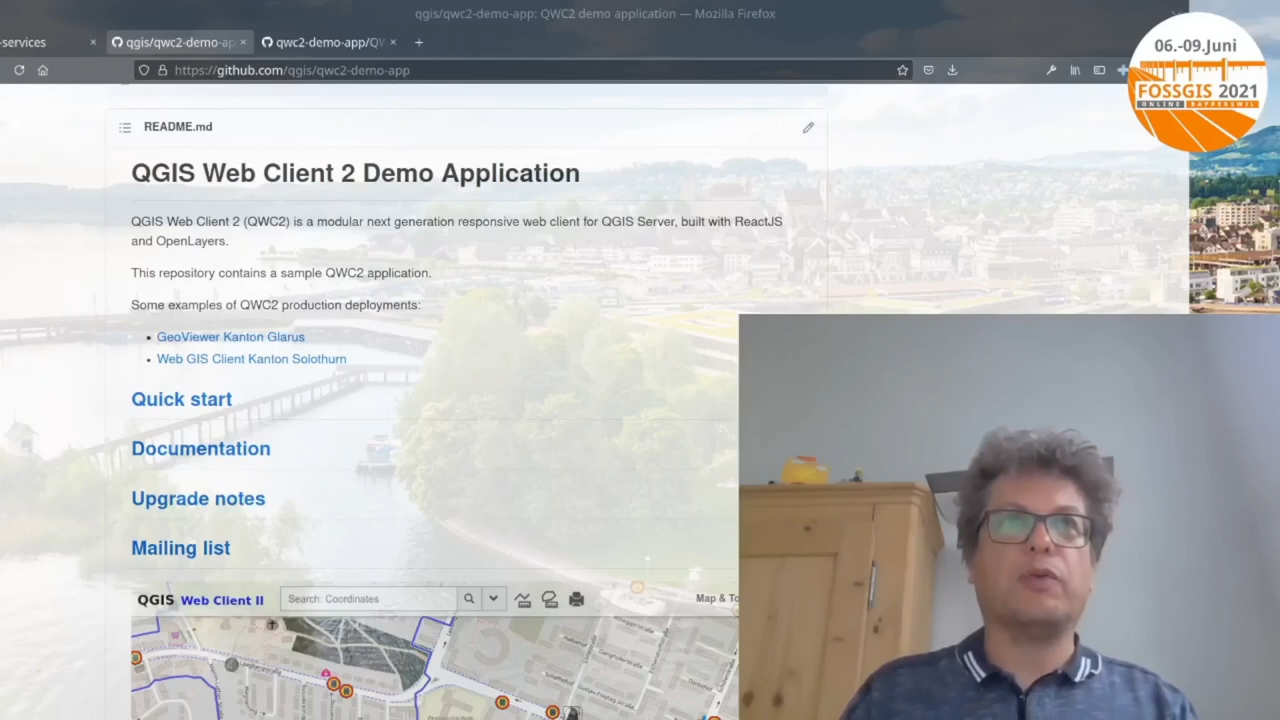 qgis/qwc2-demo-app: QWC2 demo application — Mozilla Firefox
-services
qgis/qwc2-demo-ap
qwc2-demo-app/QV
https://github.com/qgis/qwc2-demo-app
06.-09.Juni
FOSSGIS 2021
ONLINE RAPPERSWIL
README.md
QGIS Web Client 2 Demo Application
QGIS Web Client 2 (QWC2) is a modular next generation responsive web client for QGIS Server, built with ReactJS
and OpenLayers.
This repository contains a sample QWC2 application.
Some examples of QWC2 production deployments:
GeoViewer Kanton Glarus
Web GIS Client Kanton Solothurn
Quick start
Documentation
Upgrade notes
Mailing list
QGIS Web Client II
Search: Coordinates
Map & To